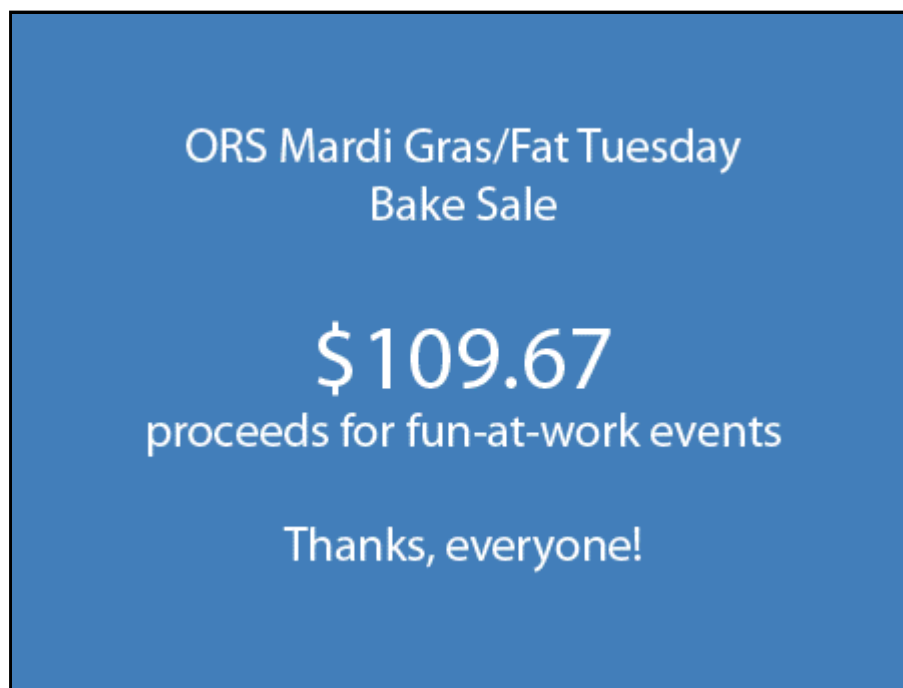 ORS Mardi Gras/Fat Tuesday
Bake Sale
$109.67
proceeds for fun-at-work events
Thanks, everyone!